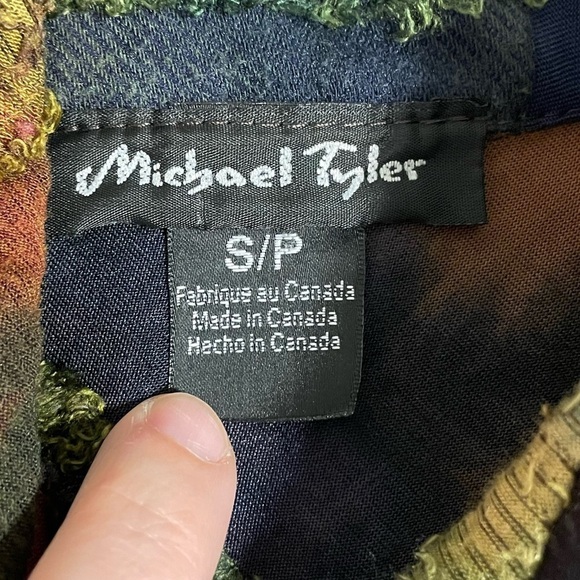 Michael Tyler
S/P
Fabrique au Canada
Made in Canada
Hecho in Canada